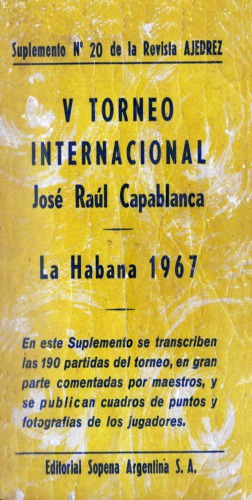 Suplemento Nº 20 de la Revista AJEDREZ
V TORNEO
INTERNACIONAL
José Raúl Capablanca
La Habana 1967
En este Suplemento se transcriben
las 190 partidas del torneo, en gran
parte comentadas por maestros, y
se publican cuadros de puntos y
fotografías de los jugadores.
Editorial Sopena Argentina S. A.